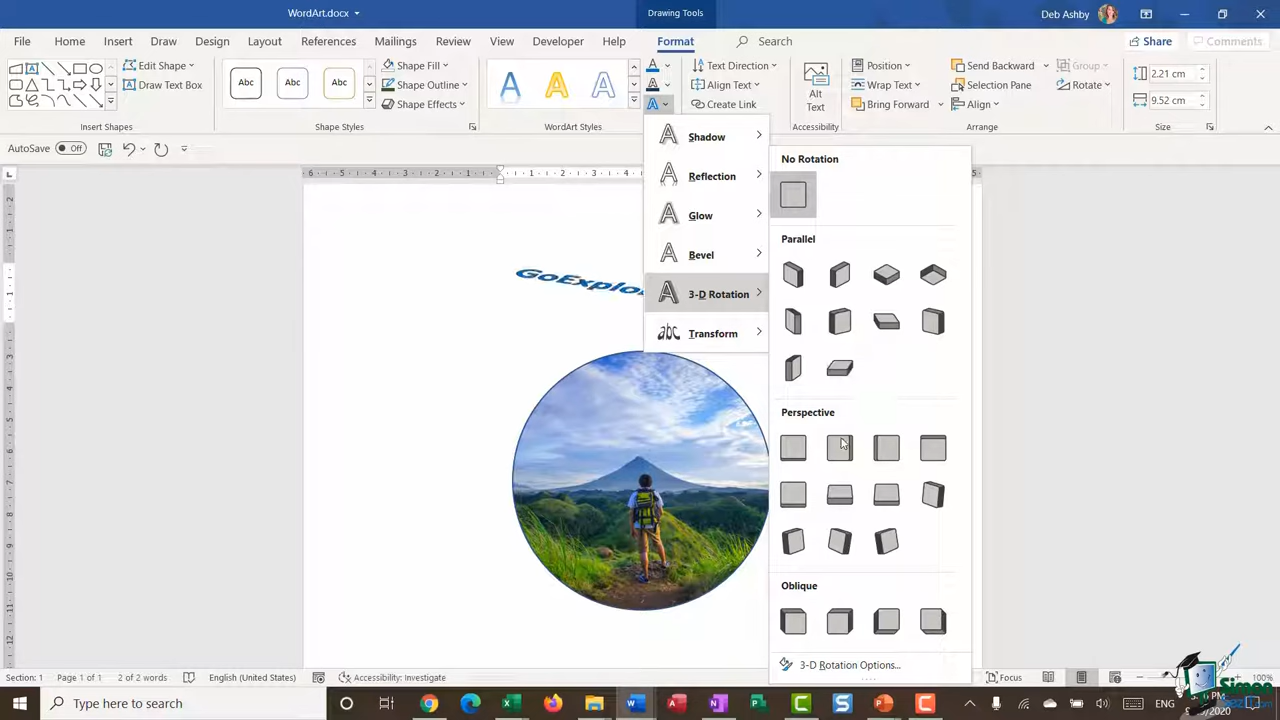 WordArt.docx
Drawing Tools
Deb Ashby
File Home Insert Draw Design Layout References Mailings Review View Developer Help Format Search Share Comments
Edit Shape
Draw Text Box
Insert Shapes
Abc Abc Abc
Shape Fill
Shape Outline
Shape Effects
Shape Styles
A A A
WordArt Styles
Text Direction
Align Text
Create Link
Alt
Text
Accessibility
Position
Wrap Text
Bring Forward
Send Backward
Selection Pane
Align
Group
Rotate
Arrange
2.21 cm
9.52 cm
Size
AutoSave Off
Shadow
Reflection
Glow
Bevel
3-D Rotation
Transform
No Rotation
Parallel
Perspective
Oblique
3-D Rotation Options...
Section: 1 2 of 2 words English (United States) Accessibility: Investigate Focus 100%
Type here to search
ENG
Simon